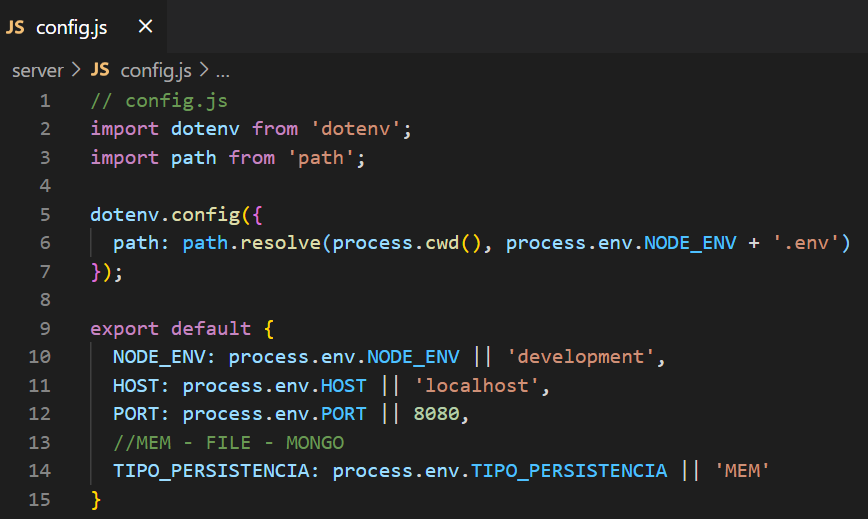 JS config.js ×
server > JS config.js > ...
1 // config.js
2 import dotenv from 'dotenv';
3 import path from 'path';
4
5 dotenv.config({
6   path: path.resolve(process.cwd(), process.env.NODE_ENV + '.env')
7 });
8
9 export default {
10   NODE_ENV: process.env.NODE_ENV || 'development',
11   HOST: process.env.HOST || 'localhost',
12   PORT: process.env.PORT || 8080,
13   //MEM - FILE - MONGO
14   TIPO_PERSISTENCIA: process.env.TIPO_PERSISTENCIA || 'MEM'
15 }